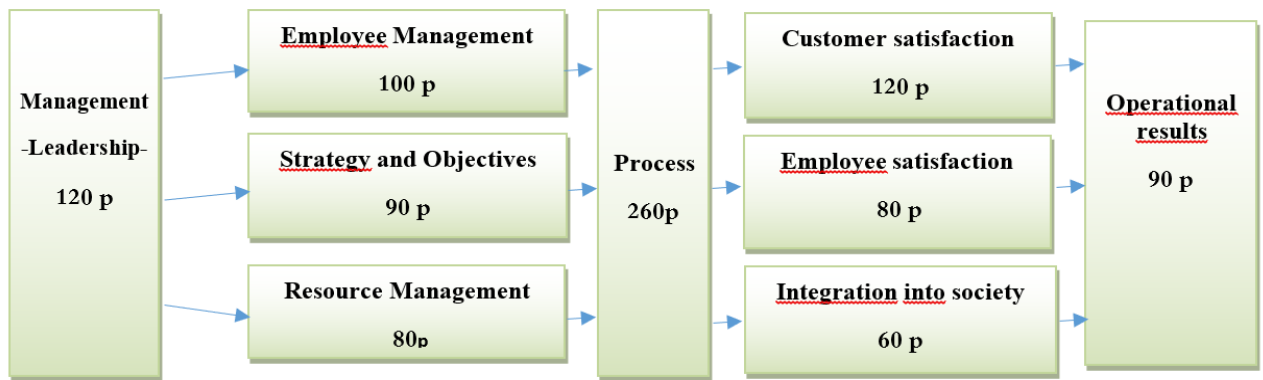 Management
-Leadership-
120 p
Employee Management
100 p
Strategy and Objectives
90 p
Resource Management
80p
Process
260p
Customer satisfaction
120 p
Employee satisfaction
80 p
Integration into society
60 p
Operational
results
90 p